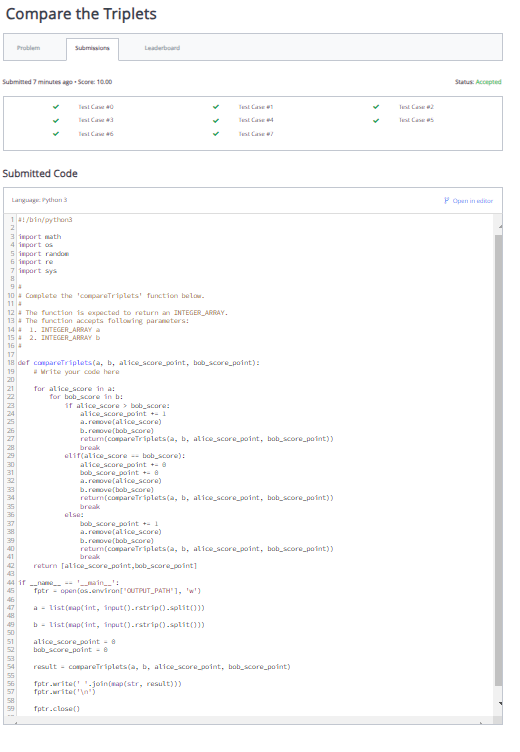 Compare the Triplets
Problem Submissions Leaderboard
Submitted 7 minutes ago • Score: 10.00 Status: Accepted
Test Case #0 Test Case #1 Test Case #2
Test Case #3 Test Case #4 Test Case #5
Test Case #6 Test Case #7
Submitted Code
Language: Python 3 Open in editor
1 #!/bin/python3
2
3 import math
4 import os
5 import random
6 import re
7 import sys
8
9 #
10 # Complete the 'compareTriplets' function below.
11 #
12 # The function is expected to return an INTEGER_ARRAY.
13 # The function accepts following parameters:
14 # 1. INTEGER_ARRAY a
15 # 2. INTEGER_ARRAY b
16 #
17
18 def compareTriplets(a, b, alice_score_point, bob_score_point):
19     # Write your code here
20
21     for alice_score in a:
22         for bob_score in b:
23             if alice_score > bob_score:
24                 alice_score_point += 1
25                 a.remove(alice_score)
26                 b.remove(bob_score)
27                 return(compareTriplets(a, b, alice_score_point, bob_score_point))
28                 break
29             elif(alice_score == bob_score):
30                 alice_score_point += 0
31                 bob_score_point += 0
32                 a.remove(alice_score)
33                 b.remove(bob_score)
34                 return(compareTriplets(a, b, alice_score_point, bob_score_point))
35                 break
36             else:
37                 bob_score_point += 1
38                 a.remove(alice_score)
39                 b.remove(bob_score)
40                 return(compareTriplets(a, b, alice_score_point, bob_score_point))
41                 break
42     return [alice_score_point,bob_score_point]
43
44 if __name__ == '__main__':
45     fptr = open(os.environ['OUTPUT_PATH'], 'w')
46
47     a = list(map(int, input().rstrip().split()))
48
49     b = list(map(int, input().rstrip().split()))
50
51     alice_score_point = 0
52     bob_score_point = 0
53
54     result = compareTriplets(a, b, alice_score_point, bob_score_point)
55
56     fptr.write(' '.join(map(str, result)))
57     fptr.write('\n')
58
59     fptr.close()